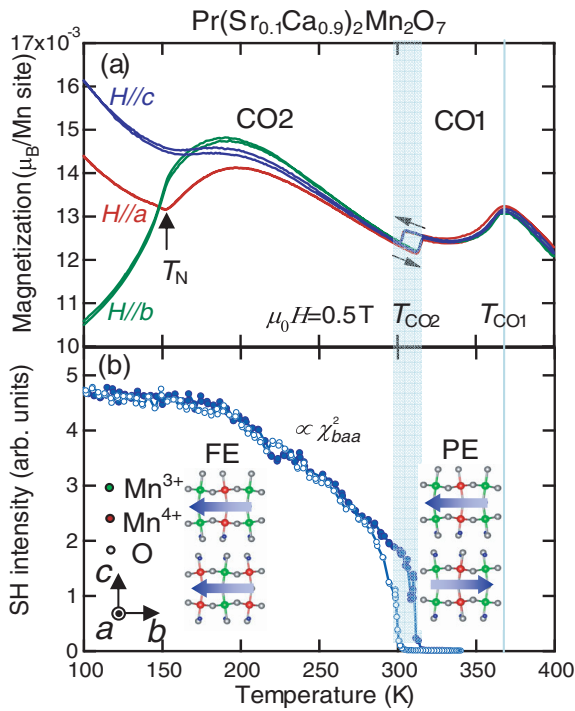 Pr(Sr0.1Ca0.9)2Mn2O7
17x10-3
16
15
14
13
12
11
10
Magnetization (μB/Mn site)
(a)
H//c
CO2
CO1
H//a
TN
H//b
μ0H=0.5 T
TCO2
TCO1
(b)
5
4
3
2
1
0
SH intensity (arb. units)
∝ χ2baa
FE
PE
Mn3+
Mn4+
O
c
a
b
100
150
200
250
300
350
400
Temperature (K)